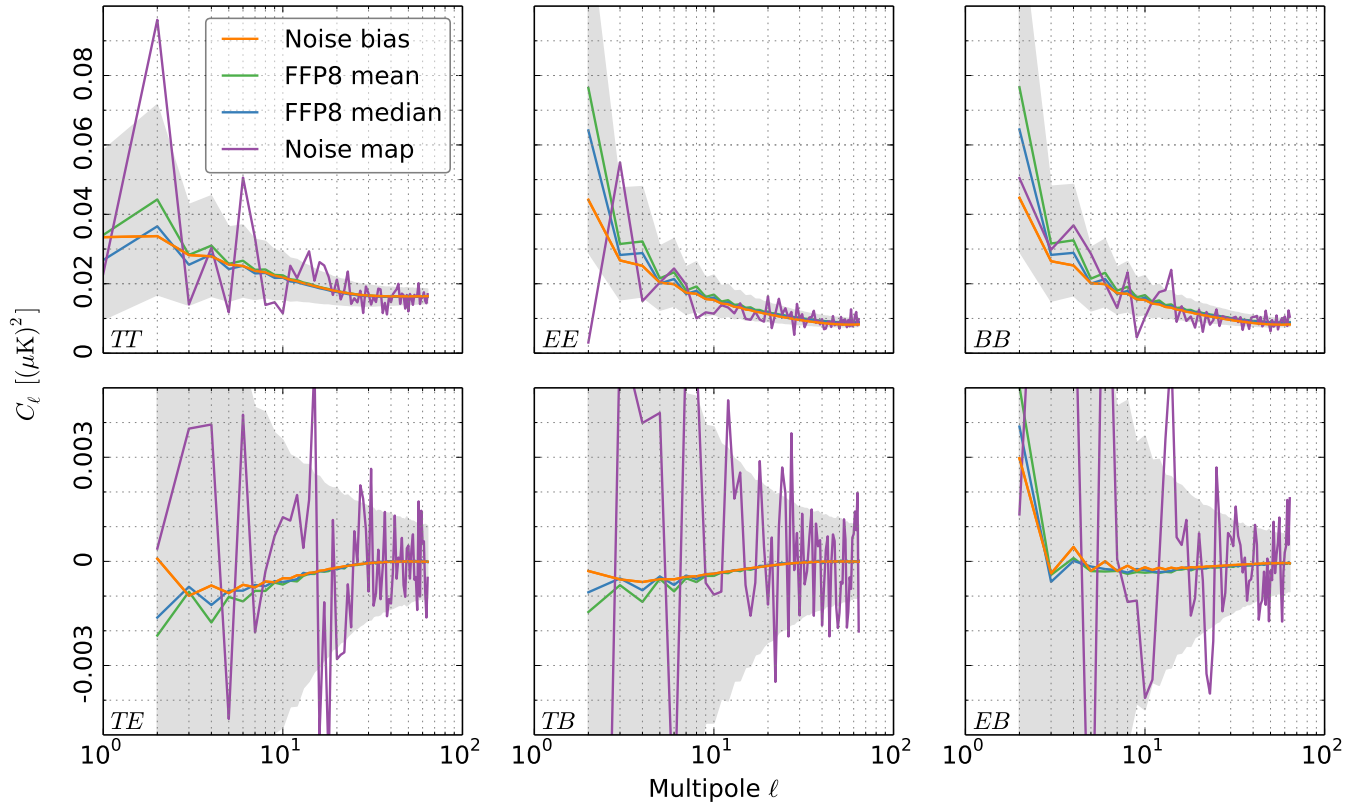 0.08
0.06
0.04
0.02
0
Noise bias
FFP8 mean
FFP8 median
Noise map
TT
EE
BB
C_ℓ [(μK)²]
0.003
0
-0.003
TE
TB
EB
10⁰ 10¹ 10² 10⁰ 10¹ 10² 10⁰ 10¹ 10²
Multipole ℓ